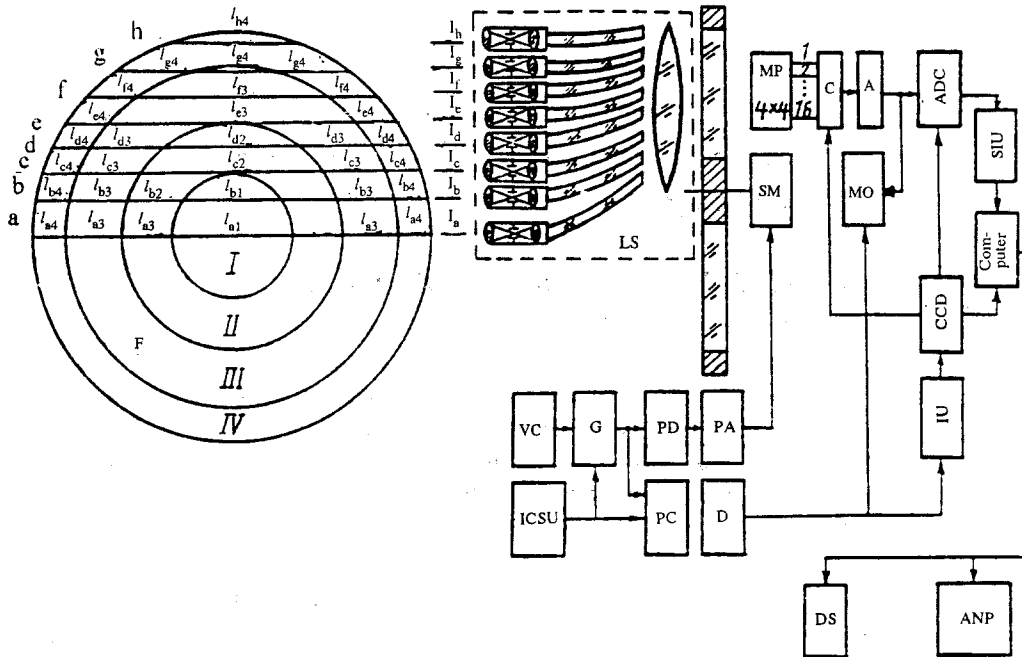 h
g
f
e
d
c
b
a
l_h4
l_g4 l_g4 l_g4
l_f4 l_f3 l_f4
l_e4 l_e3 l_e4
l_d4 l_d3 l_d2 l_d3 l_d4
l_c4 l_c3 l_c2 l_c3 l_c4
l_b4 l_b3 l_b2 l_b1 l_b3 l_b4
l_a4 l_a3 l_a3 l_a1 l_a3 l_a4
I
II
F
III
IV
I_h
I_g
I_f
I_e
I_d
I_c
I_b
I_a
LS
MP
4×4
1
2
16
C
A
ADC
SIU
SM
MO
Com-
puter
CCD
IU
VC
G
PD
PA
ICSU
PC
D
DS
ANP